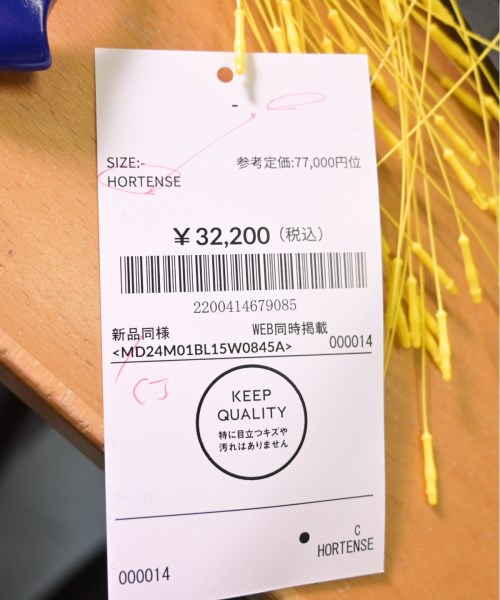 -
SIZE:- 参考定価:77,000円位
HORTENSE
￥32,200 (税込)
2200414679085
新品同様 WEB同時掲載
<MD24M01BL15W0845A> 000014
CJ
KEEP
QUALITY
特に目立つキズや
汚れはありません
C
HORTENSE
000014